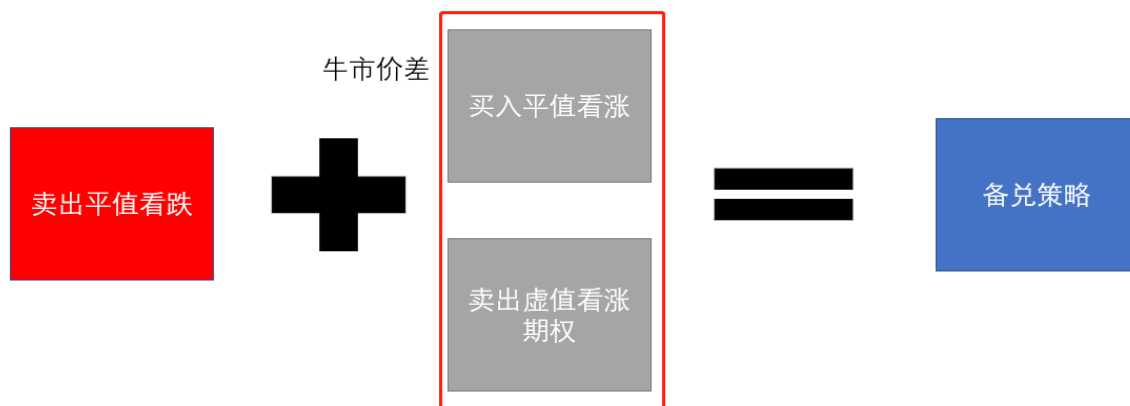 牛市价差
买入平值看涨
卖出平值看跌
备兑策略
卖出虚值看涨
期权